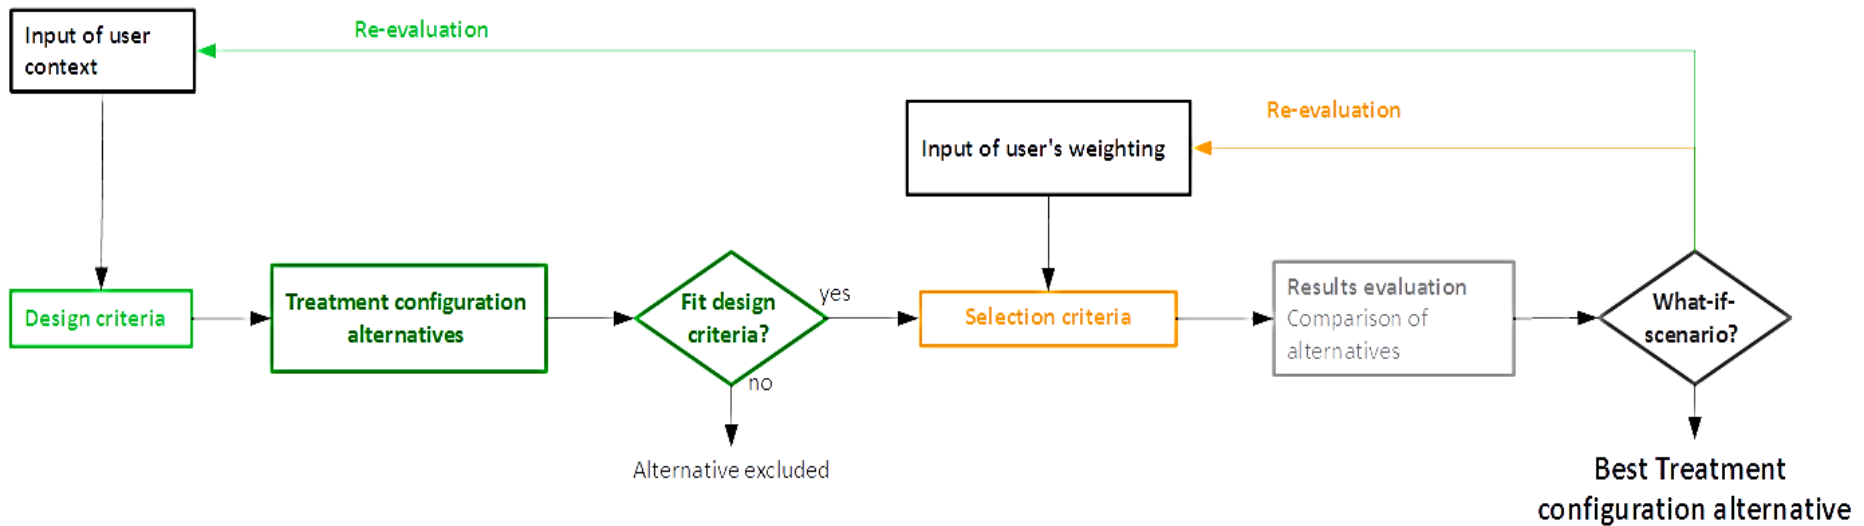 Input of user
context
Re-evaluation
Re-evaluation
Input of user's weighting
Design criteria
Treatment configuration
alternatives
Fit design
criteria?
yes
no
Alternative excluded
Selection criteria
Results evaluation
Comparison of
alternatives
What-if-
scenario?
Best Treatment
configuration alternative